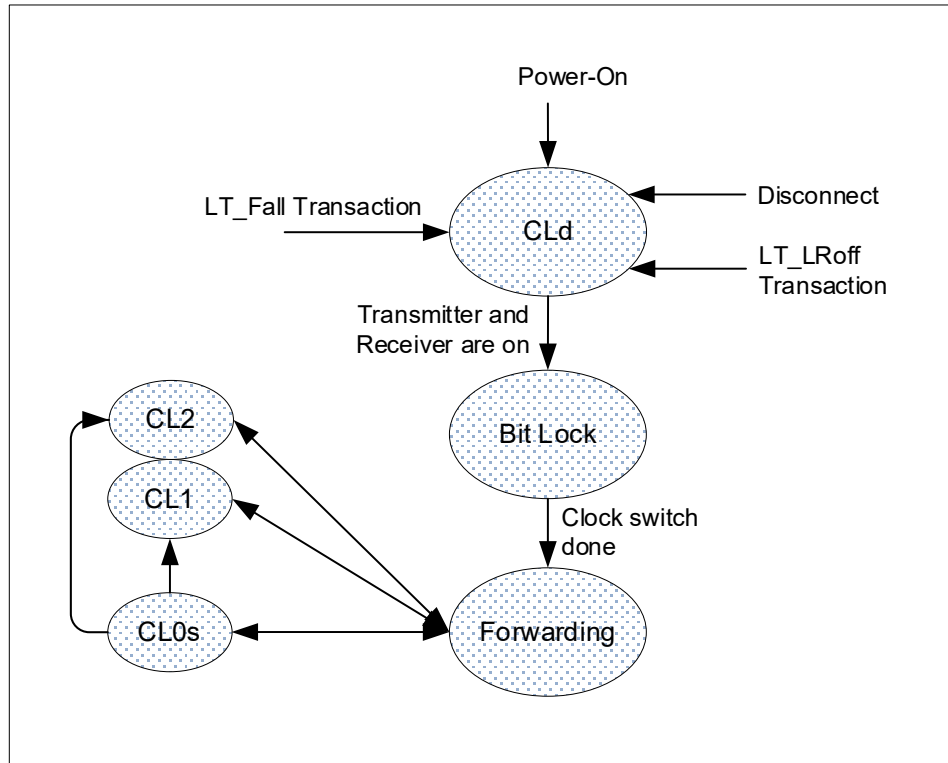 Power-On
LT_Fall Transaction
CLd
Disconnect
LT_LRoff
Transaction
Transmitter and
Receiver are on
CL2
Bit Lock
CL1
Clock switch
done
CL0s
Forwarding